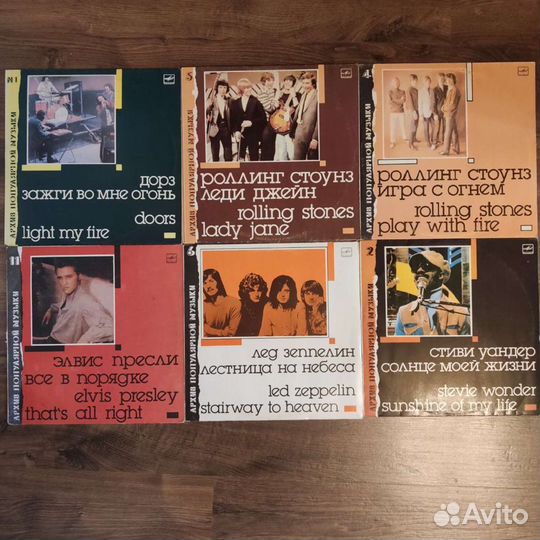 №1
АРХИВ ПОПУЛЯРНОЙ МУЗЫКИ
дорз
зажги во мне огонь
doors
light my fire
5
АРХИВ ПОПУЛЯРНОЙ МУЗЫКИ
роллинг стоунз
леди джейн
rolling stones
lady jane
4
АРХИВ ПОПУЛЯРНОЙ МУЗЫКИ
роллинг стоунз
игра с огнем
rolling stones
play with fire
11
АРХИВ ПОПУЛЯРНОЙ МУЗЫКИ
элвис пресли
все в порядке
elvis presley
that's all right
6
АРХИВ ПОПУЛЯРНОЙ МУЗЫКИ
лед зеппелин
лестница на небеса
led zeppelin
stairway to heaven
2
АРХИВ ПОПУЛЯРНОЙ МУЗЫКИ
стиви уандер
солнце моей жизни
stevie wonder
sunshine of my life
Avito